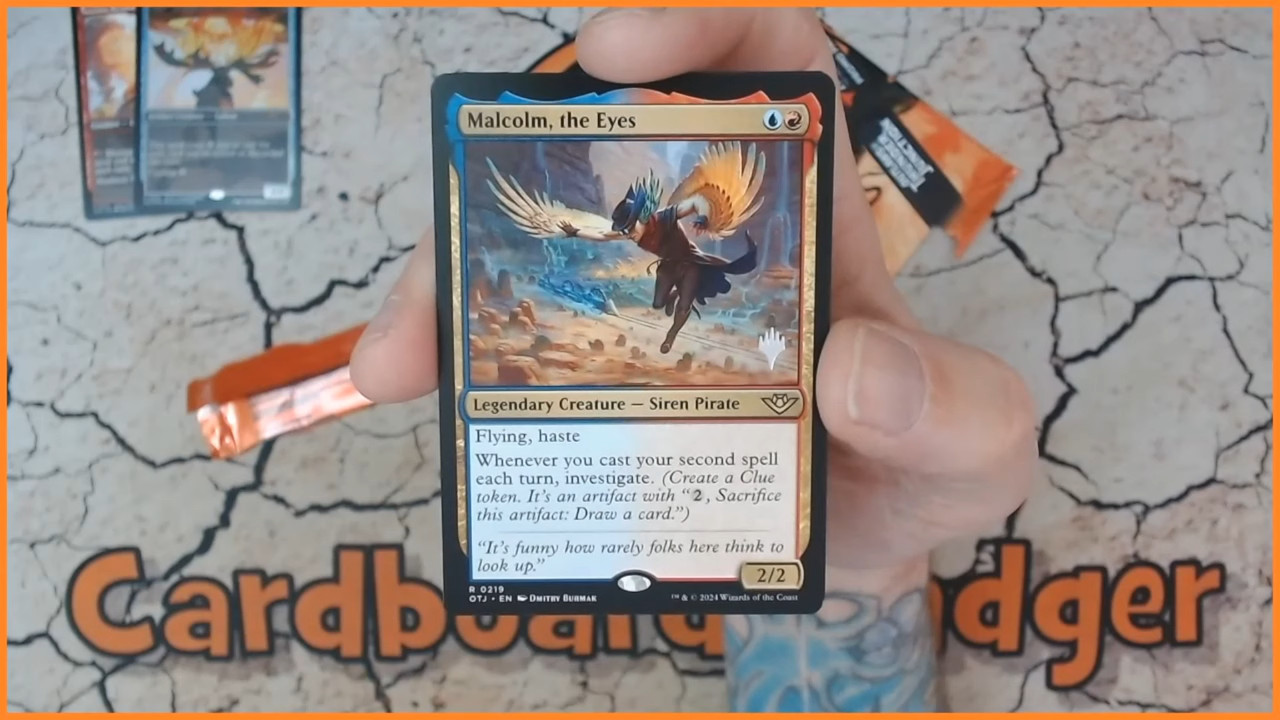 Malcolm, the Eyes
Legendary Creature — Siren Pirate
Flying, haste
Whenever you cast your second spell
each turn, investigate. (Create a Clue
token. It's an artifact with “2, Sacrifice
this artifact: Draw a card.”)
“It's funny how rarely folks here think to
look up.”
2/2
R 0219
OTJ • EN Dmitry Burmak
™ & © 2024 Wizards of the Coast
Cardboard dger